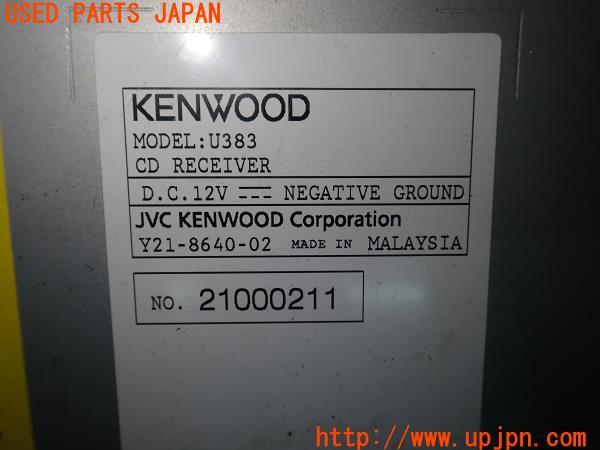 USED PARTS JAPAN
KENWOOD
MODEL:U383
CD RECEIVER
D.C.12V ⎓ NEGATIVE GROUND
JVC KENWOOD Corporation
Y21-8640-02 MADE IN MALAYSIA
NO. 21000211
UPJ
http://www.upjpn.com